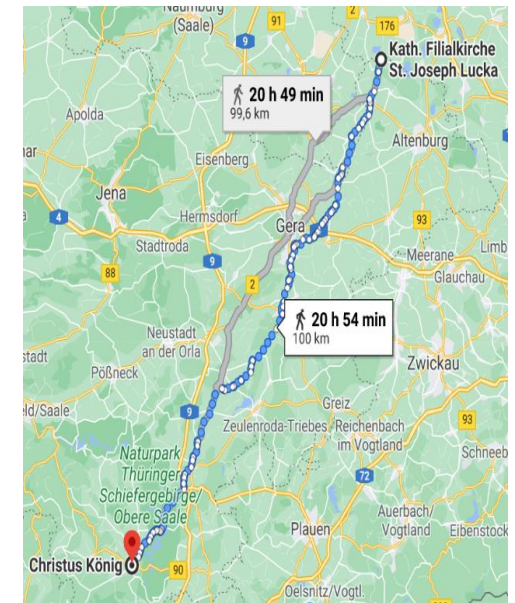 Naumburg
(Saale)
91
2
176
9
Kath. Filialkirche
St. Joseph Lucka
20 h 49 min
99,6 km
Apolda
Altenburg
Eisenberg
Jena
Hermsdorf
Gera
93
4
Stadtroda
Meerane
Limb
9
Glauchau
88
2
20 h 54 min
100 km
Neustadt
an der Orla
Zwickau
Pößneck
9
Greiz
Zeulenroda-Triebes
Reichenbach
im Vogtland
93
Naturpark
Thüringer
Schiefergebirge/
Obere Saale
Schneeb
72
Auerbach/
Vogtland
Plauen
Eibenstock
Christus König
90
Oelsnitz/Vogtl.